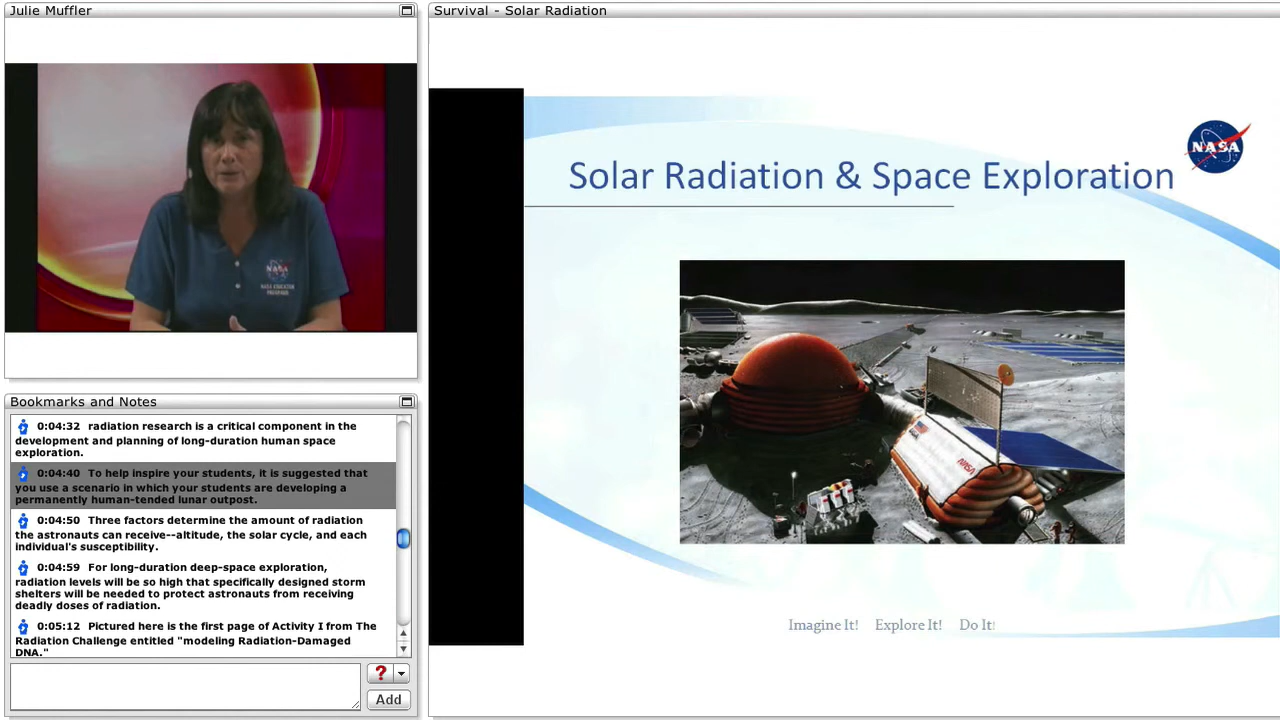 Julie Muffler
NASA
Bookmarks and Notes
0:04:32 radiation research is a critical component in the
development and planning of long-duration human space
exploration.
0:04:40 To help inspire your students, it is suggested that
you use a scenario in which your students are developing a
permanently human-tended lunar outpost.
0:04:50 Three factors determine the amount of radiation
the astronauts can receive--altitude, the solar cycle, and each
individual's susceptibility.
0:04:59 For long-duration deep-space exploration,
radiation levels will be so high that specifically designed storm
shelters will be needed to protect astronauts from receiving
deadly doses of radiation.
0:05:12 Pictured here is the first page of Activity I from The
Radiation Challenge entitled "modeling Radiation-Damaged
DNA."
?
Add
Survival - Solar Radiation
NASA
Solar Radiation & Space Exploration
NASA
Imagine It! Explore It! Do It!